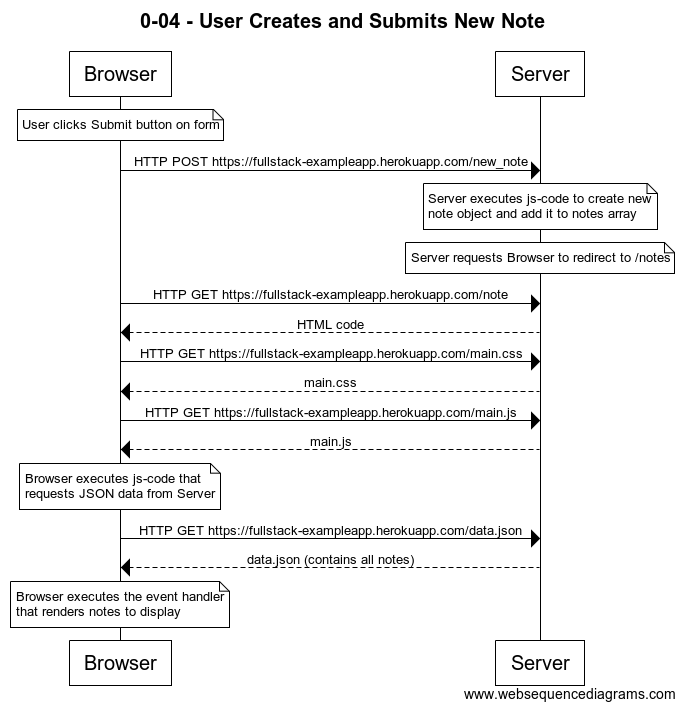 0-04 - User Creates and Submits New Note
Browser
Server
User clicks Submit button on form
HTTP POST https://fullstack-exampleapp.herokuapp.com/new_note
Server executes js-code to create new
note object and add it to notes array
Server requests Browser to redirect to /notes
HTTP GET https://fullstack-exampleapp.herokuapp.com/note
HTML code
HTTP GET https://fullstack-exampleapp.herokuapp.com/main.css
main.css
HTTP GET https://fullstack-exampleapp.herokuapp.com/main.js
main.js
Browser executes js-code that
requests JSON data from Server
HTTP GET https://fullstack-exampleapp.herokuapp.com/data.json
data.json (contains all notes)
Browser executes the event handler
that renders notes to display
Browser
Server
www.websequencediagrams.com